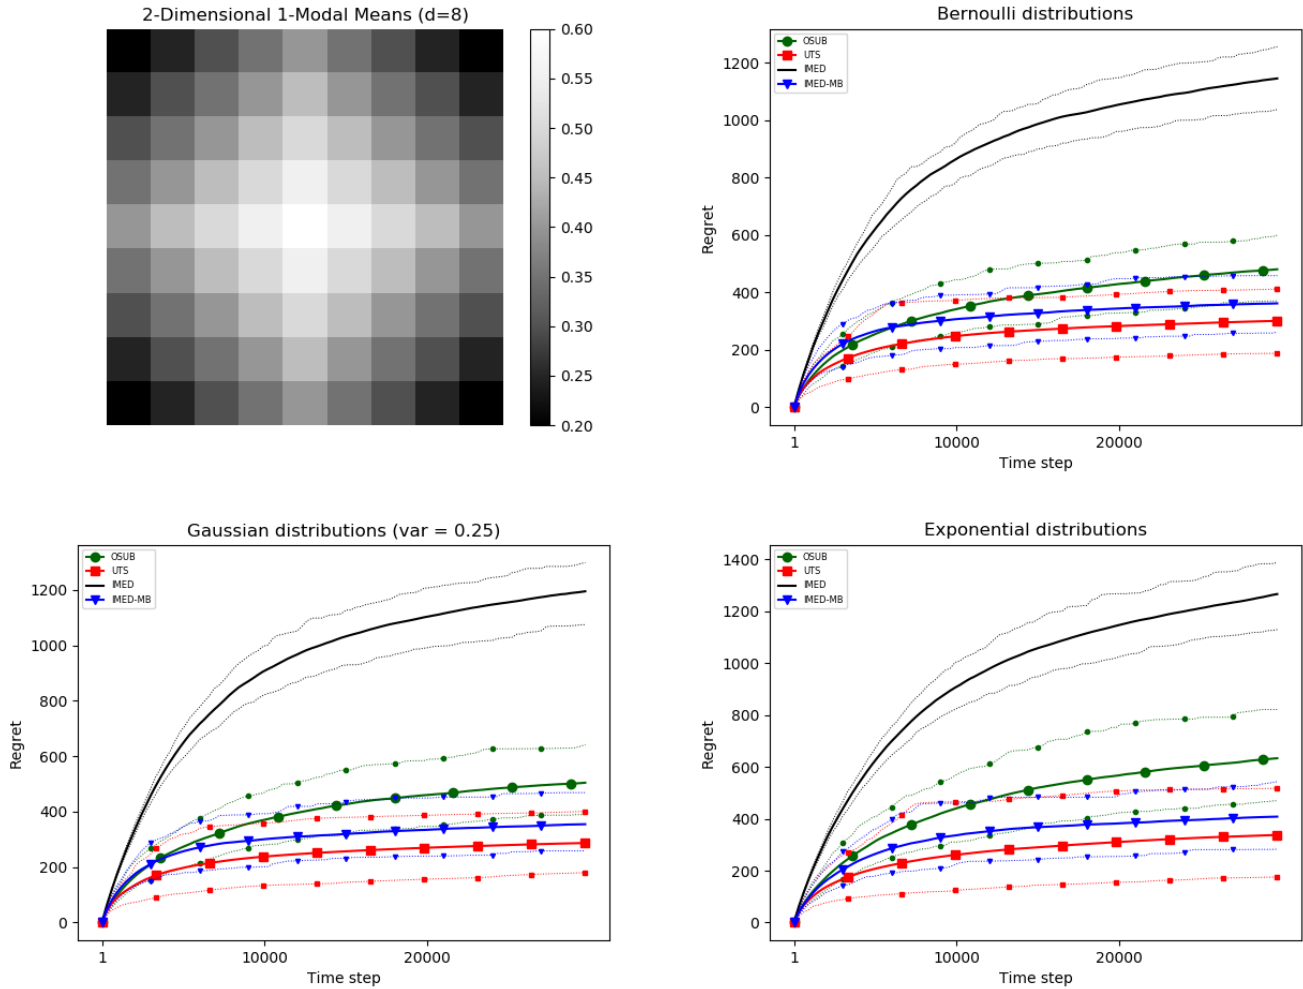 2-Dimensional 1-Modal Means (d=8)
0.60
0.55
0.50
0.45
0.40
0.35
0.30
0.25
0.20
Bernoulli distributions
OSUB
UTS
IMED
IMED-MB
1200
1000
800
600
400
200
0
Regret
1 10000 20000
Time step
Gaussian distributions (var = 0.25)
OSUB
UTS
IMED
IMED-MB
1200
1000
800
600
400
200
0
Regret
1 10000 20000
Time step
Exponential distributions
OSUB
UTS
IMED
IMED-MB
1400
1200
1000
800
600
400
200
0
Regret
1 10000 20000
Time step